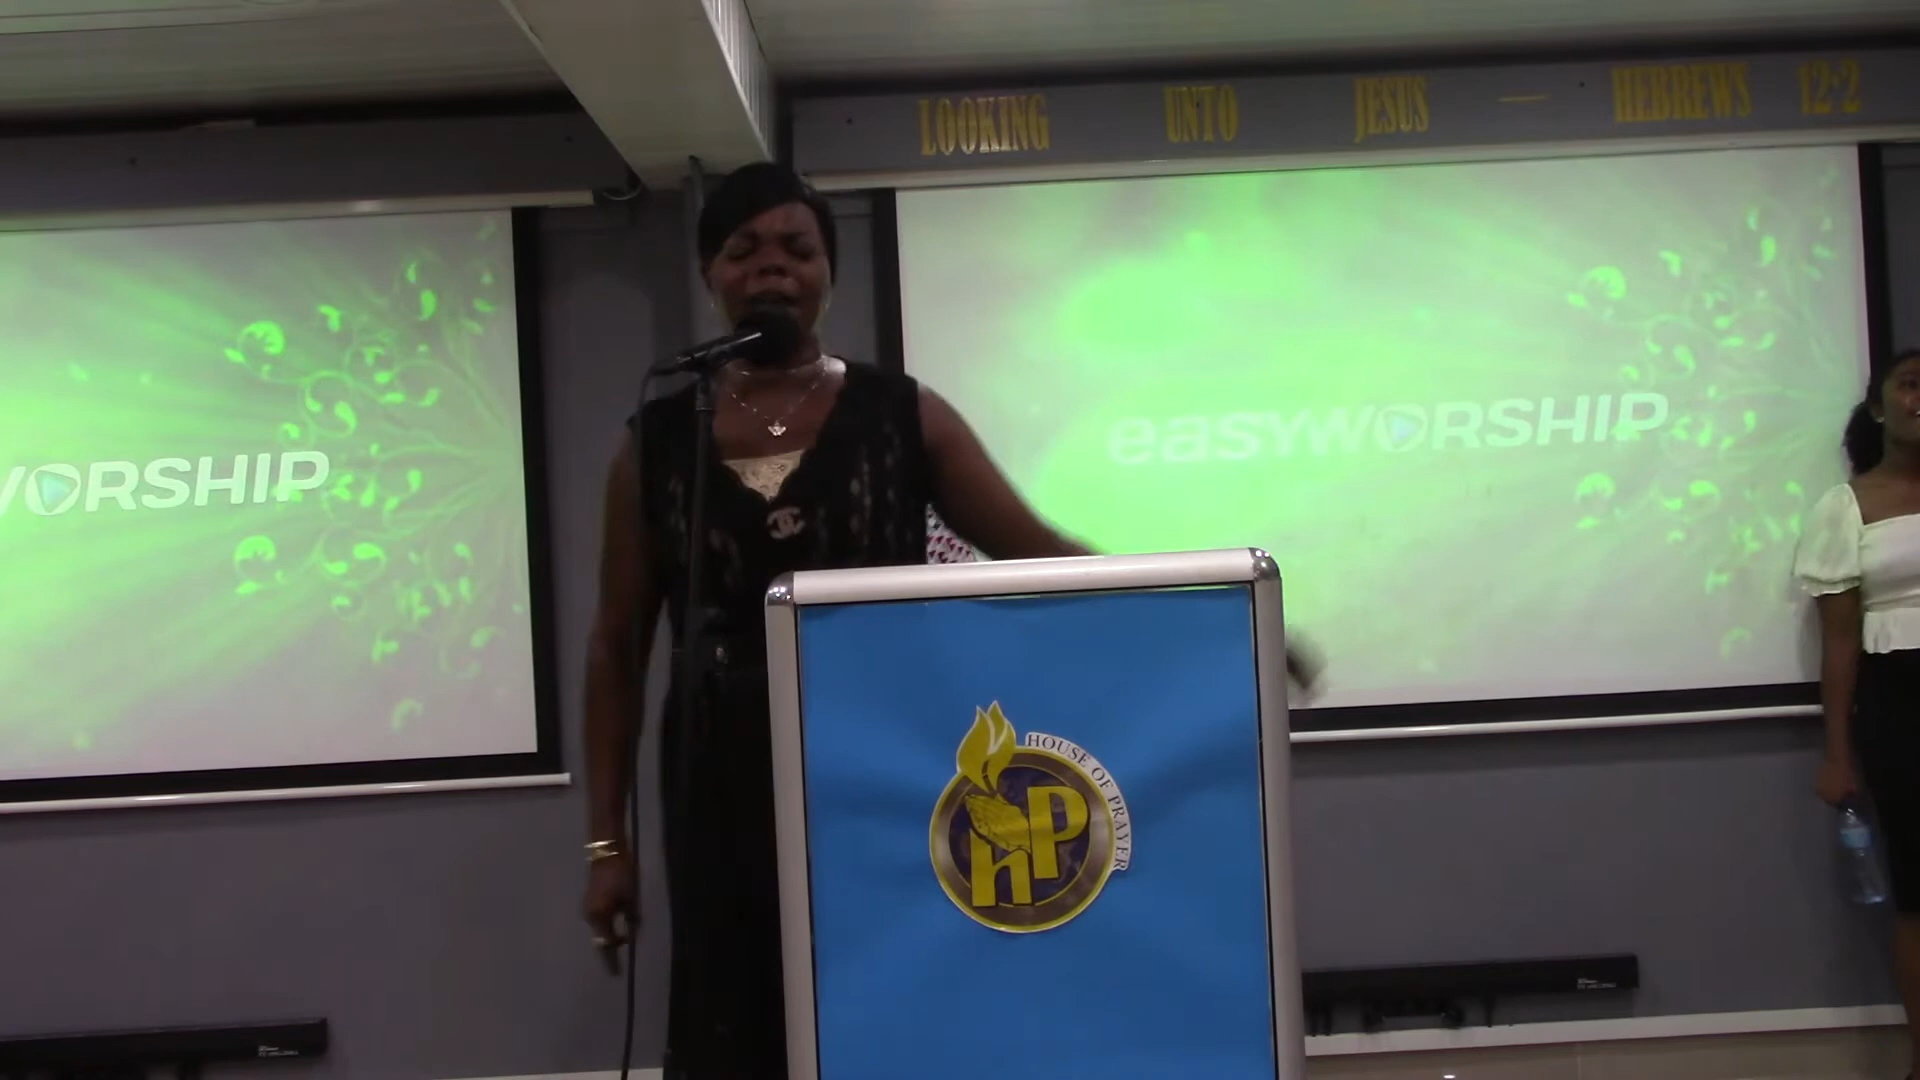 LOOKING UNTO JESUS — HEBREWS 12:2
WORSHIP
easyWORSHIP
HOUSE OF PRAYER
hP